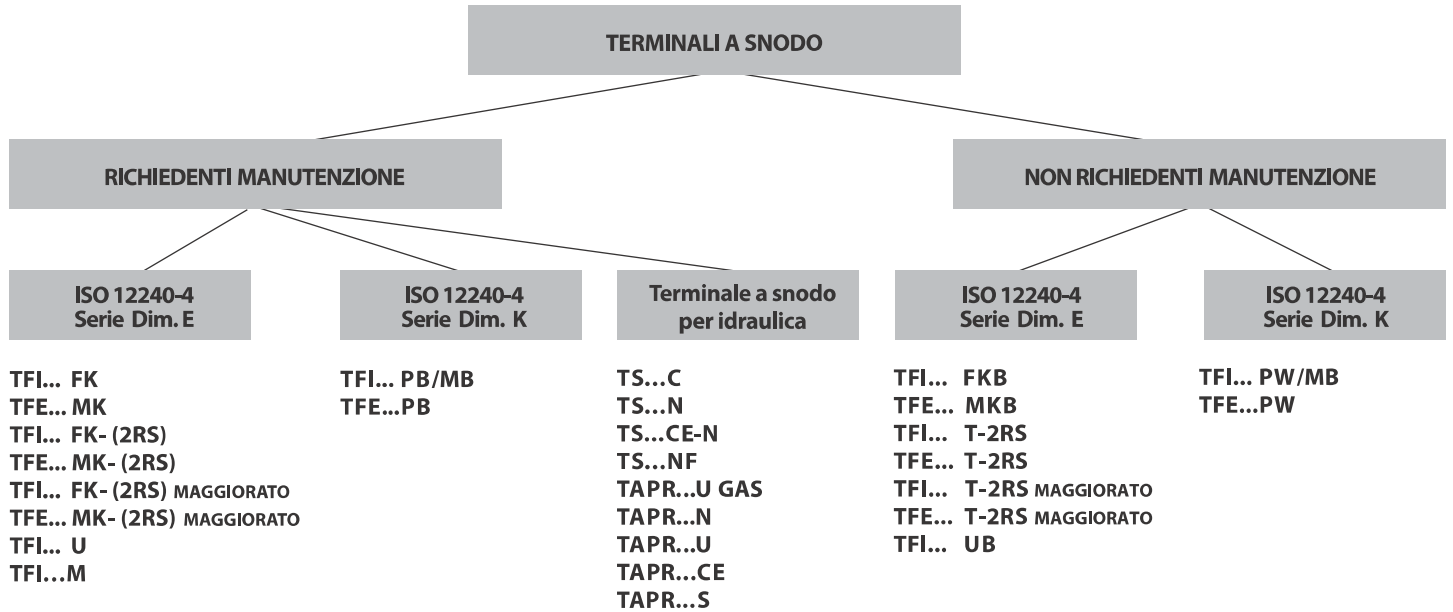 TERMINALI A SNODO
RICHIEDENTI MANUTENZIONE
NON RICHIEDENTI MANUTENZIONE
ISO 12240-4
Serie Dim. E
ISO 12240-4
Serie Dim. K
Terminale a snodo
per idraulica
ISO 12240-4
Serie Dim. E
ISO 12240-4
Serie Dim. K
TFI... FK
TFE... MK
TFI... FK- (2RS)
TFE... MK- (2RS)
TFI... FK- (2RS) MAGGIORATO
TFE... MK- (2RS) MAGGIORATO
TFI... U
TFI...M
TFI... PB/MB
TFE...PB
TS...C
TS...N
TS...CE-N
TS...NF
TAPR...U GAS
TAPR...N
TAPR...U
TAPR...CE
TAPR...S
TFI... FKB
TFE... MKB
TFI... T-2RS
TFE... T-2RS
TFI... T-2RS MAGGIORATO
TFE... T-2RS MAGGIORATO
TFI... UB
TFI... PW/MB
TFE...PW